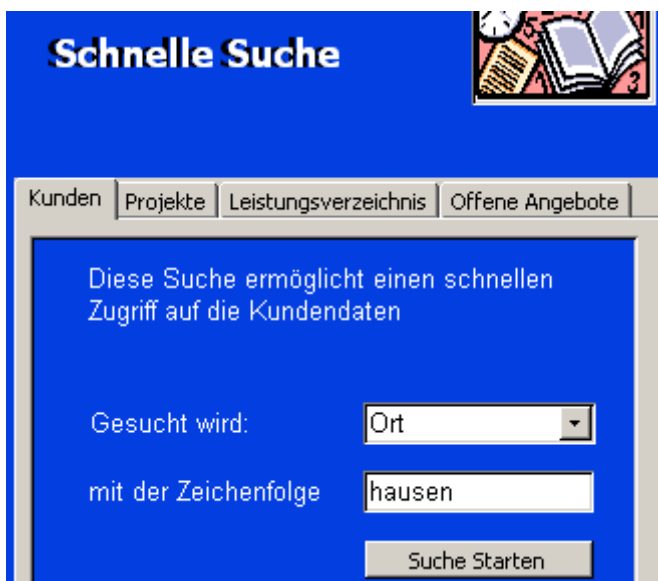 Schnelle Suche
Kunden Projekte Leistungsverzeichnis Offene Angebote
Diese Suche ermöglicht einen schnellen
Zugriff auf die Kundendaten
Gesucht wird: Ort
mit der Zeichenfolge hausen
Suche Starten